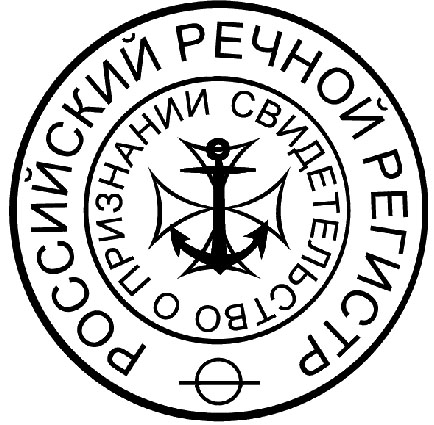 РОССИЙСКИЙ РЕЧНОЙ РЕГИСТР
СВИДЕТЕЛЬСТВО О ПРИЗНАНИИ